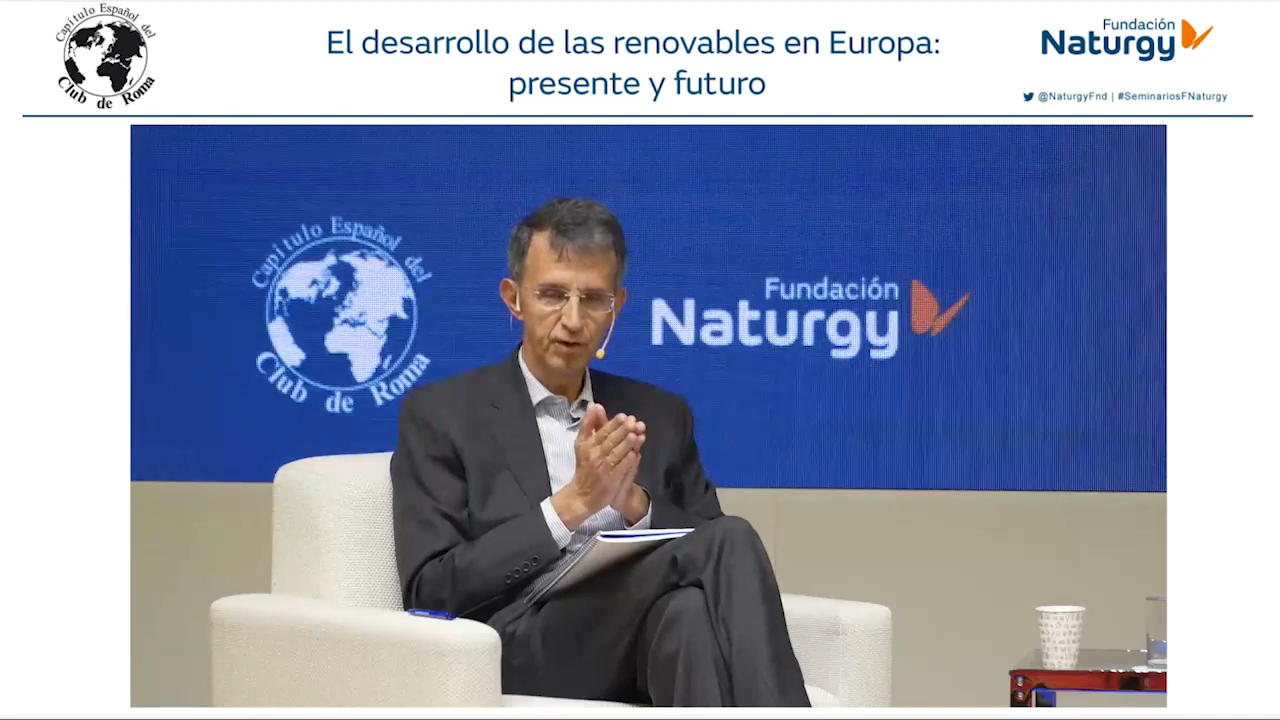 Capítulo Español del
Club de Roma
El desarrollo de las renovables en Europa:
presente y futuro
Fundación
Naturgy
@NaturgyFnd | #SeminariosFNaturgy
Capítulo Español del
Club de Roma
Fundación
Naturgy